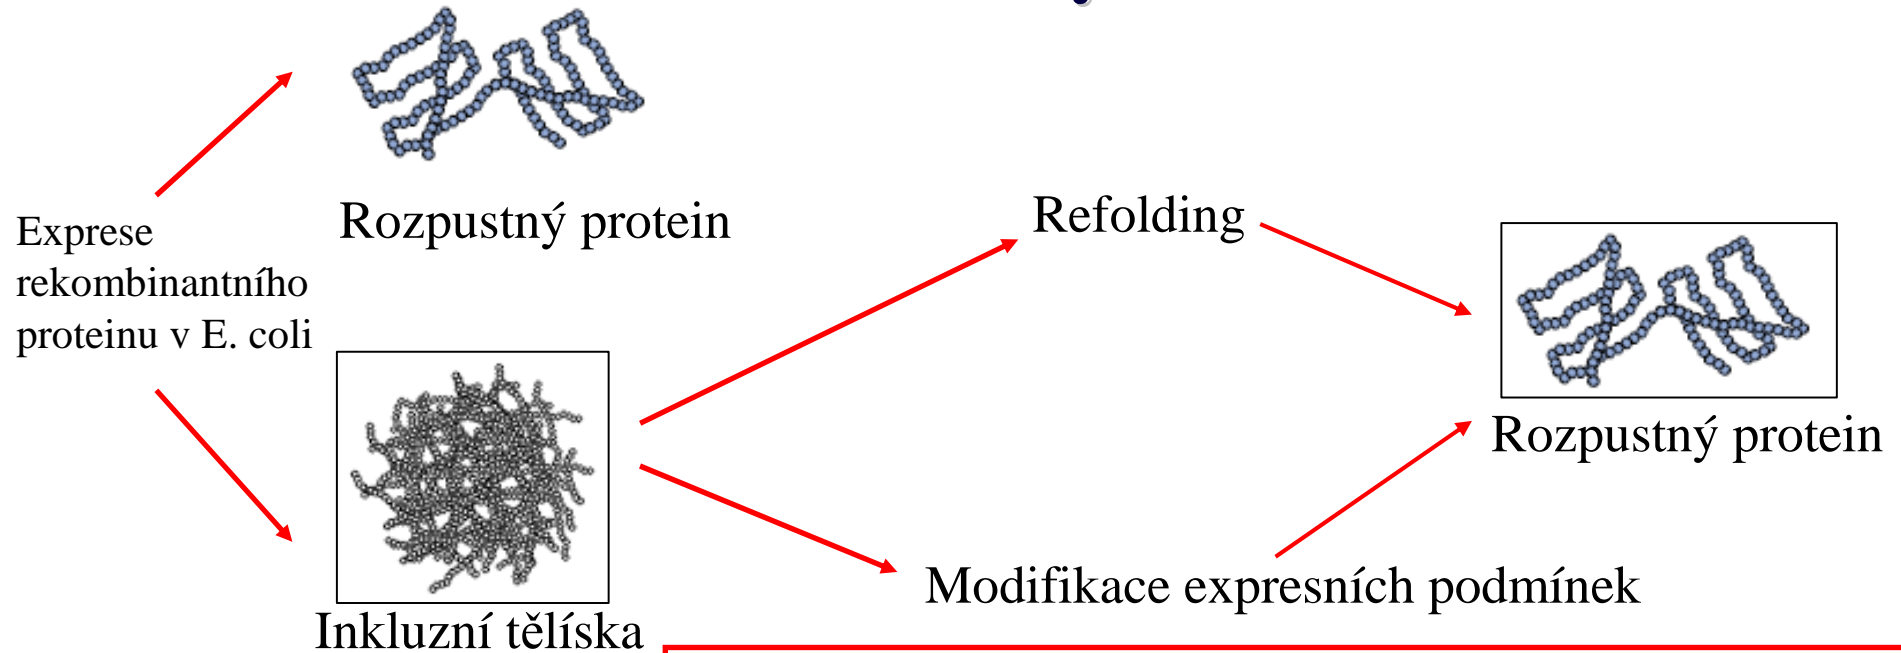 Rozpustný protein
Exprese
rekombinantního
proteinu v E. coli
Refolding
Rozpustný protein
Modifikace expresních podmínek
Inkluzní tělíska